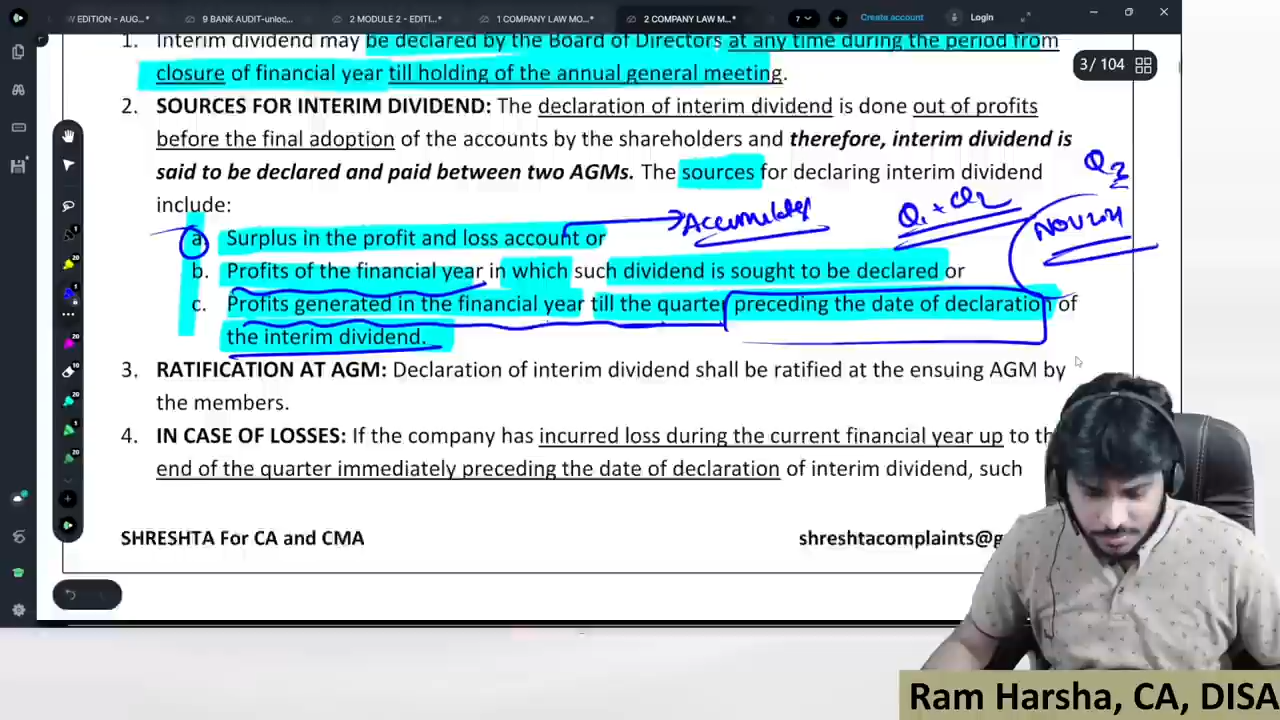 W EDITION - AUG...*
9 BANK AUDIT-unloc...
2 MODULE 2 - EDITI...*
1 COMPANY LAW MO...*
2 COMPANY LAW M...*
7
Create account
Login
3 / 104
1. Interim dividend may be declared by the Board of Directors at any time during the period from
closure of financial year till holding of the annual general meeting.
2. SOURCES FOR INTERIM DIVIDEND: The declaration of interim dividend is done out of profits
before the final adoption of the accounts by the shareholders and therefore, interim dividend is
said to be declared and paid between two AGMs. The sources for declaring interim dividend
include:
a. Surplus in the profit and loss account or
b. Profits of the financial year in which such dividend is sought to be declared or
c. Profits generated in the financial year till the quarter preceding the date of declaration of
the interim dividend.
Accumulated
Q1 + Q2
Q3
3. RATIFICATION AT AGM: Declaration of interim dividend shall be ratified at the ensuing AGM by
the members.
4. IN CASE OF LOSSES: If the company has incurred loss during the current financial year up to
end of the quarter immediately preceding the date of declaration of interim dividend, such
SHRESHTA For CA and CMA
shreshtacomplaints@g
Ram Harsha, CA, DISA